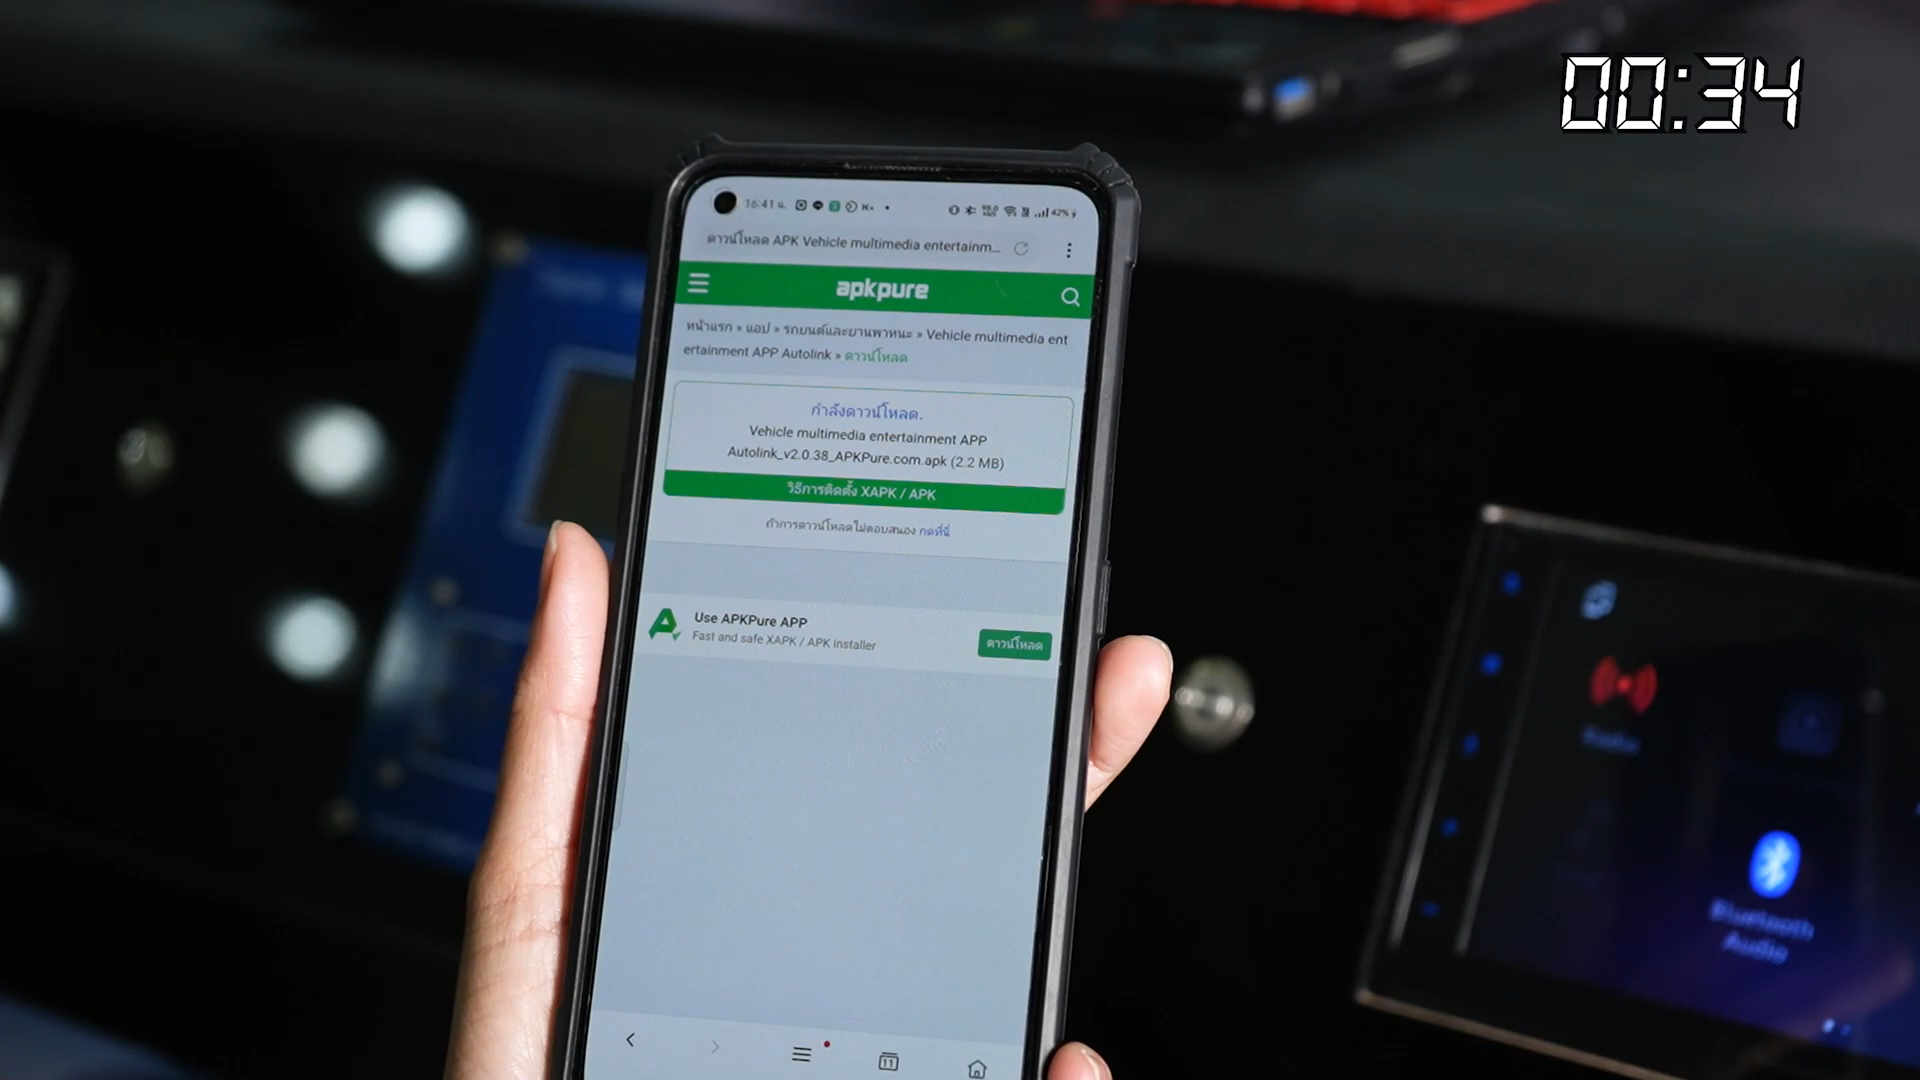 00:34
16:41 น.
42%
ดาวน์โหลด APK Vehicle multimedia entertainm...
apkpure
หน้าแรก » แอป » รถยนต์และยานพาหนะ » Vehicle multimedia ent
ertainment APP Autolink » ดาวน์โหลด
กำลังดาวน์โหลด.
Vehicle multimedia entertainment APP
Autolink_v2.0.38_APKPure.com.apk (2.2 MB)
วิธีการติดตั้ง XAPK / APK
ถ้าการดาวน์โหลดไม่ตอบสนอง กดที่นี่
Use APKPure APP
Fast and safe XAPK / APK installer
ดาวน์โหลด
11
Radio
Bluetooth
Audio